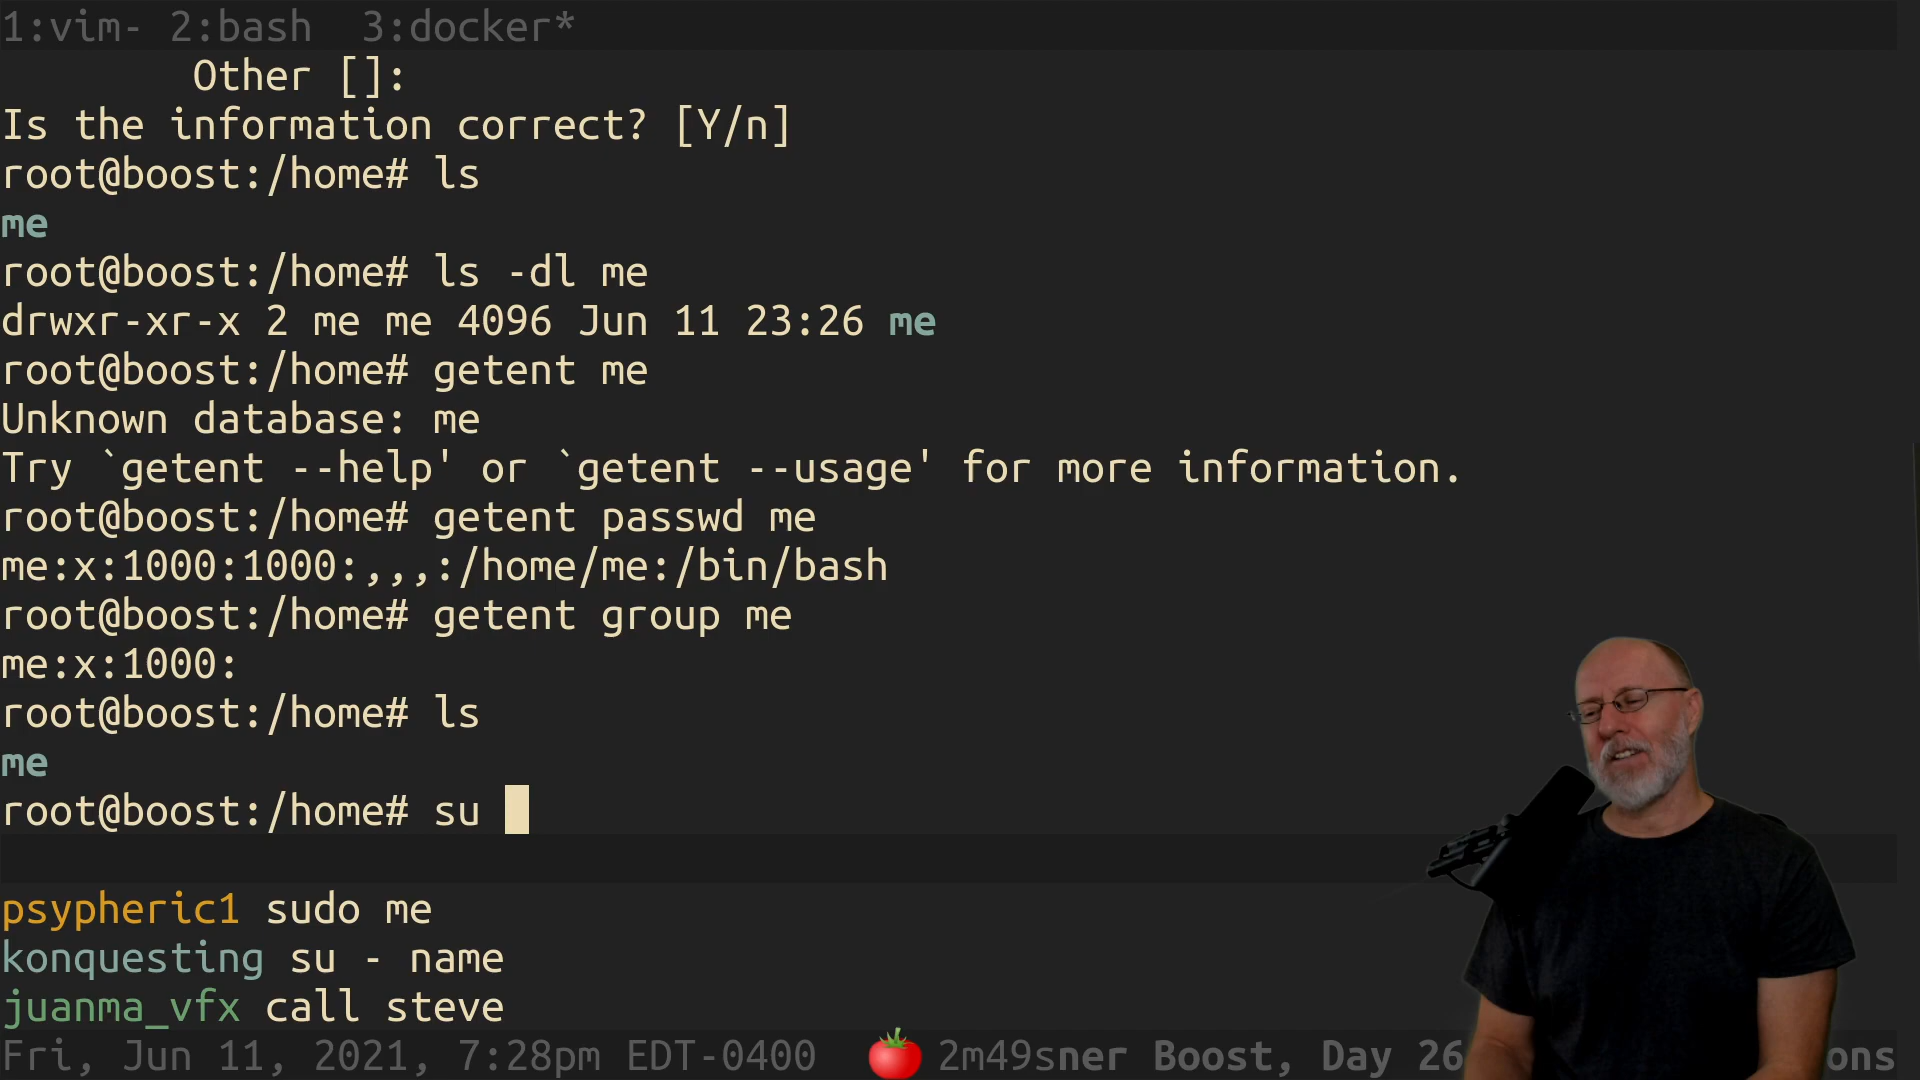 1:vim- 2:bash  3:docker*
        Other []:
Is the information correct? [Y/n]
root@boost:/home# ls
me
root@boost:/home# ls -dl me
drwxr-xr-x 2 me me 4096 Jun 11 23:26 me
root@boost:/home# getent me
Unknown database: me
Try `getent --help' or `getent --usage' for more information.
root@boost:/home# getent passwd me
me:x:1000:1000:,,,:/home/me:/bin/bash
root@boost:/home# getent group me
me:x:1000:
root@boost:/home# ls
me
root@boost:/home# su
psypheric1 sudo me
konquesting su - name
juanma_vfx call steve
Fri, Jun 11, 2021, 7:28pm EDT-0400 🍅 2m49sner Boost, Day 26 ons